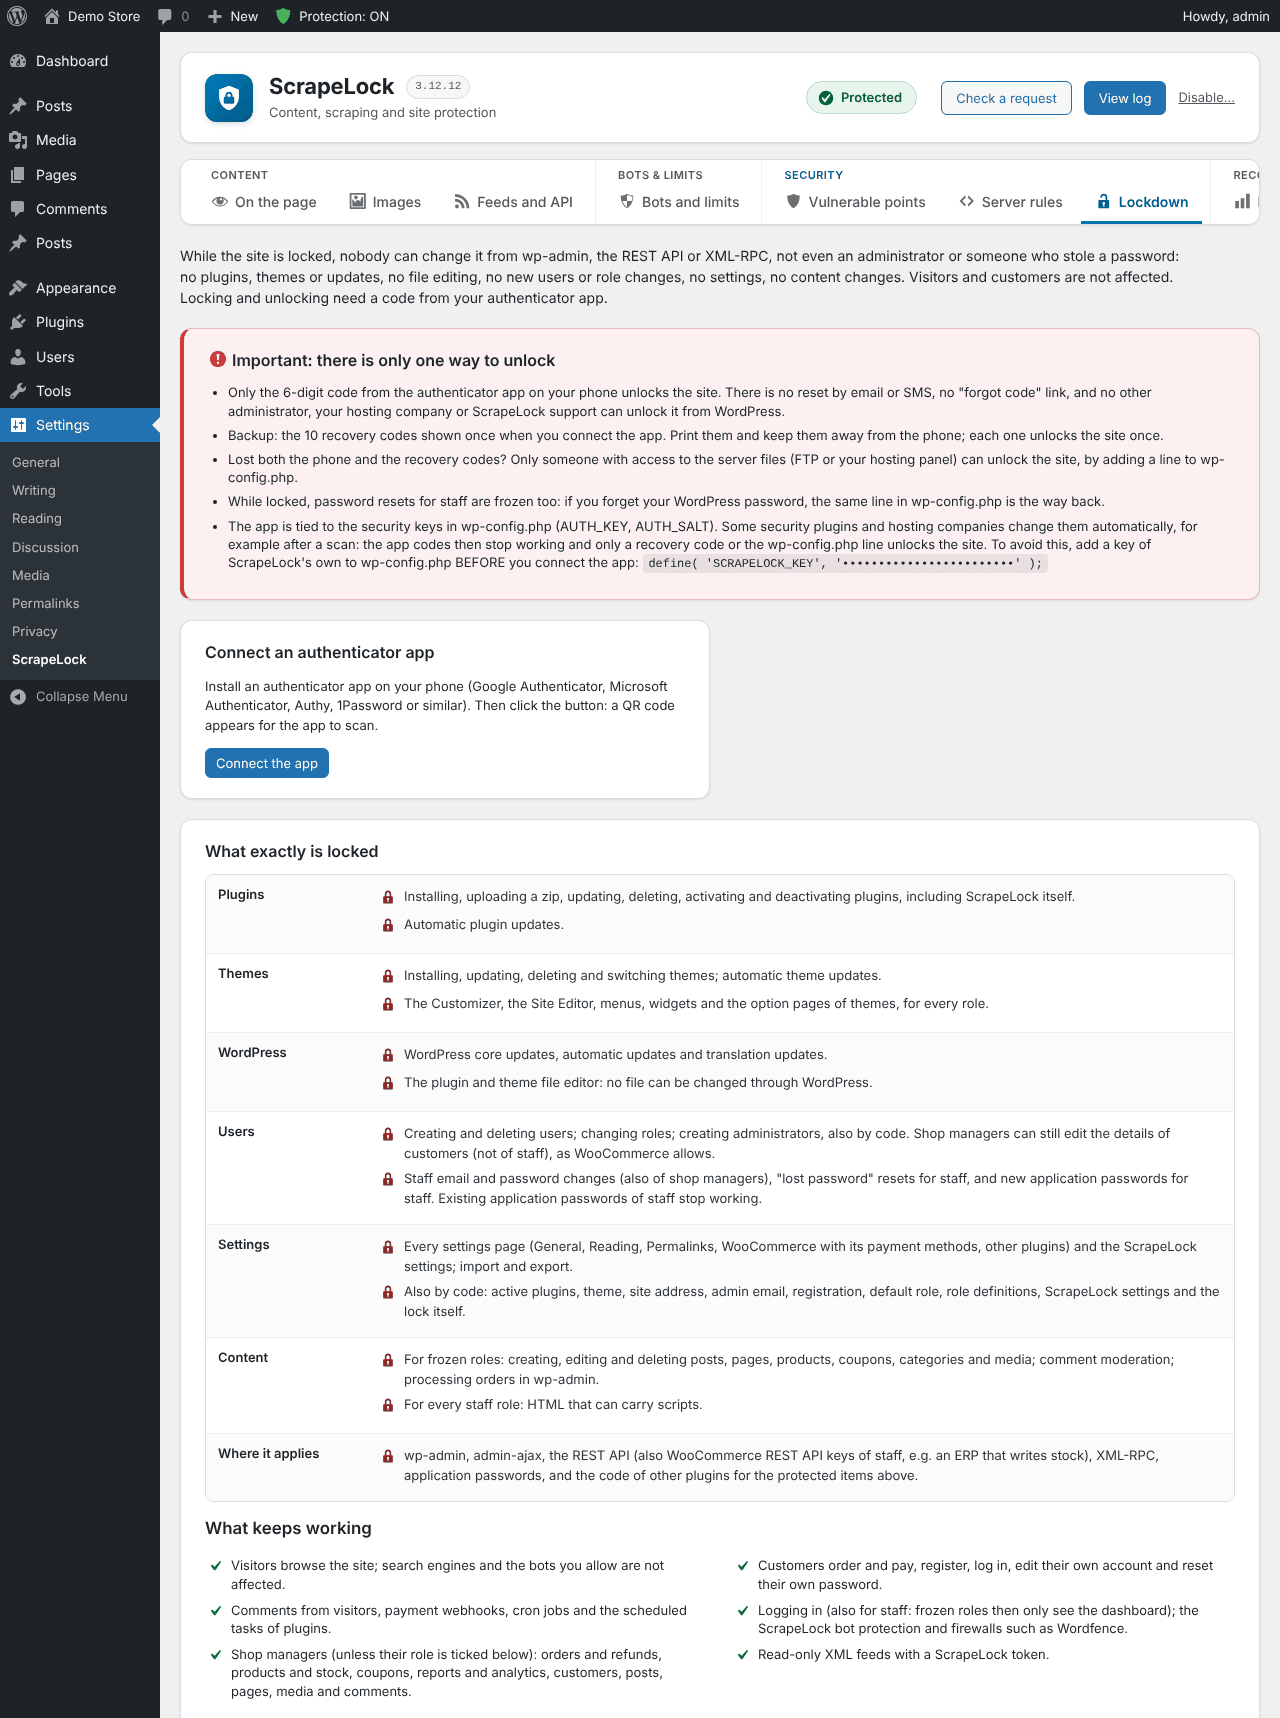 Demo Store
0
New
Protection: ON
Howdy, admin
Dashboard
Posts
Media
Pages
Comments
Posts
Appearance
Plugins
Users
Tools
Settings
General
Writing
Reading
Discussion
Media
Permalinks
Privacy
ScrapeLock
Collapse Menu
ScrapeLock
3.12.12
Content, scraping and site protection
Protected
Check a request
View log
Disable...
CONTENT
On the page
Images
Feeds and API
BOTS & LIMITS
Bots and limits
SECURITY
Vulnerable points
Server rules
Lockdown
While the site is locked, nobody can change it from wp-admin, the REST API or XML-RPC, not even an administrator or someone who stole a password:
no plugins, themes or updates, no file editing, no new users or role changes, no settings, no content changes. Visitors and customers are not affected.
Locking and unlocking need a code from your authenticator app.
Important: there is only one way to unlock
• Only the 6-digit code from the authenticator app on your phone unlocks the site. There is no reset by email or SMS, no "forgot code" link, and no other
administrator, your hosting company or ScrapeLock support can unlock it from WordPress.
• Backup: the 10 recovery codes shown once when you connect the app. Print them and keep them away from the phone; each one unlocks the site once.
• Lost both the phone and the recovery codes? Only someone with access to the server files (FTP or your hosting panel) can unlock the site, by adding a line to wp-
config.php.
• While locked, password resets for staff are frozen too: if you forget your WordPress password, the same line in wp-config.php is the way back.
• The app is tied to the security keys in wp-config.php (AUTH_KEY, AUTH_SALT). Some security plugins and hosting companies change them automatically, for
example after a scan: the app codes then stop working and only a recovery code or the wp-config.php line unlocks the site. To avoid this, add a key of
ScrapeLock's own to wp-config.php BEFORE you connect the app: define( 'SCRAPELOCK_KEY', '••••••••••••••••••••••••' );
Connect an authenticator app
Install an authenticator app on your phone (Google Authenticator, Microsoft
Authenticator, Authy, 1Password or similar). Then click the button: a QR code
appears for the app to scan.
Connect the app
What exactly is locked
Plugins
Installing, uploading a zip, updating, deleting, activating and deactivating plugins, including ScrapeLock itself.
Automatic plugin updates.
Themes
Installing, updating, deleting and switching themes; automatic theme updates.
The Customizer, the Site Editor, menus, widgets and the option pages of themes, for every role.
WordPress
WordPress core updates, automatic updates and translation updates.
The plugin and theme file editor: no file can be changed through WordPress.
Users
Creating and deleting users; changing roles; creating administrators, also by code. Shop managers can still edit the details of
customers (not of staff), as WooCommerce allows.
Staff email and password changes (also of shop managers), "lost password" resets for staff, and new application passwords for
staff. Existing application passwords of staff stop working.
Settings
Every settings page (General, Reading, Permalinks, WooCommerce with its payment methods, other plugins) and the ScrapeLock
settings; import and export.
Also by code: active plugins, theme, site address, admin email, registration, default role, role definitions, ScrapeLock settings and the
lock itself.
Content
For frozen roles: creating, editing and deleting posts, pages, products, coupons, categories and media; comment moderation;
processing orders in wp-admin.
For every staff role: HTML that can carry scripts.
Where it applies
wp-admin, admin-ajax, the REST API (also WooCommerce REST API keys of staff, e.g. an ERP that writes stock), XML-RPC,
application passwords, and the code of other plugins for the protected items above.
What keeps working
Visitors browse the site; search engines and the bots you allow are not
affected.
Comments from visitors, payment webhooks, cron jobs and the scheduled
tasks of plugins.
Shop managers (unless their role is ticked below): orders and refunds,
products and stock, coupons, reports and analytics, customers, posts,
pages, media and comments.
Customers order and pay, register, log in, edit their own account and reset
their own password.
Logging in (also for staff: frozen roles then only see the dashboard); the
ScrapeLock bot protection and firewalls such as Wordfence.
Read-only XML feeds with a ScrapeLock token.